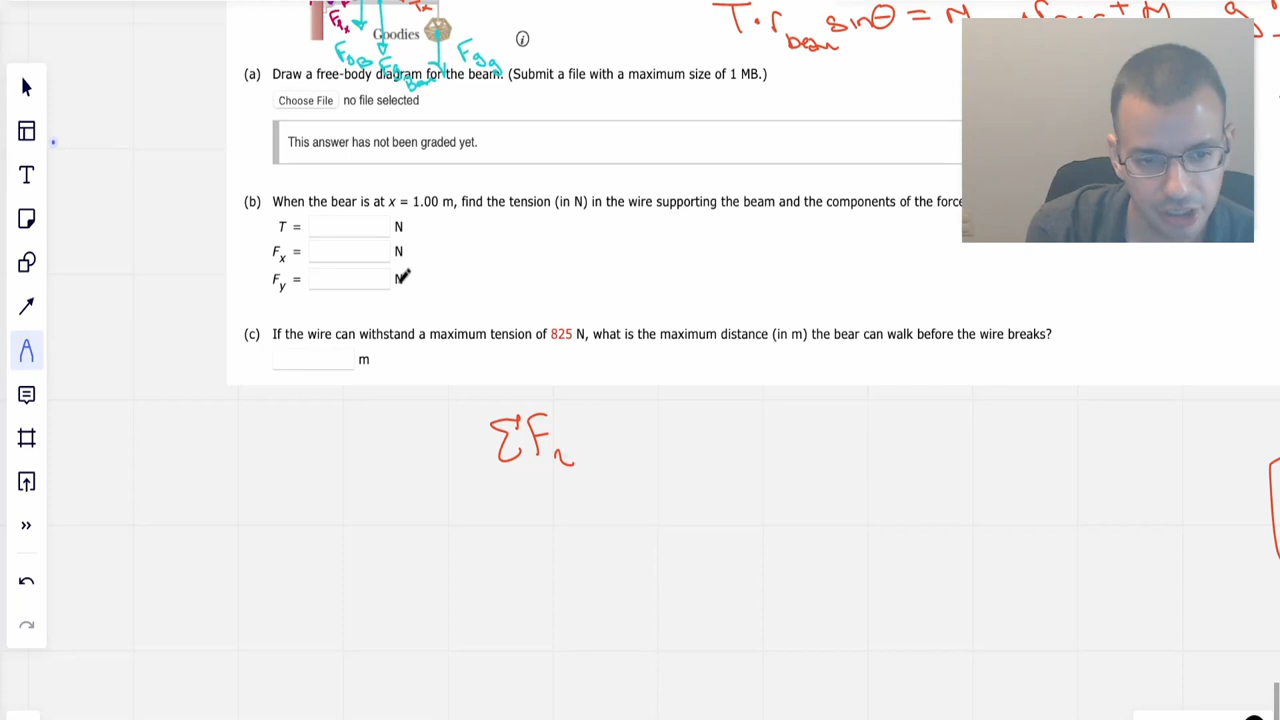 T · r beam sinθ =
Tx
Goodies
(a) Draw a free-body diagram for the beam. (Submit a file with a maximum size of 1 MB.)
Choose File no file selected
This answer has not been graded yet.
(b) When the bear is at x = 1.00 m, find the tension (in N) in the wire supporting the beam and the components of the force
T = N
Fx = N
Fy = N
(c) If the wire can withstand a maximum tension of 825 N, what is the maximum distance (in m) the bear can walk before the wire breaks?
m
ΣF